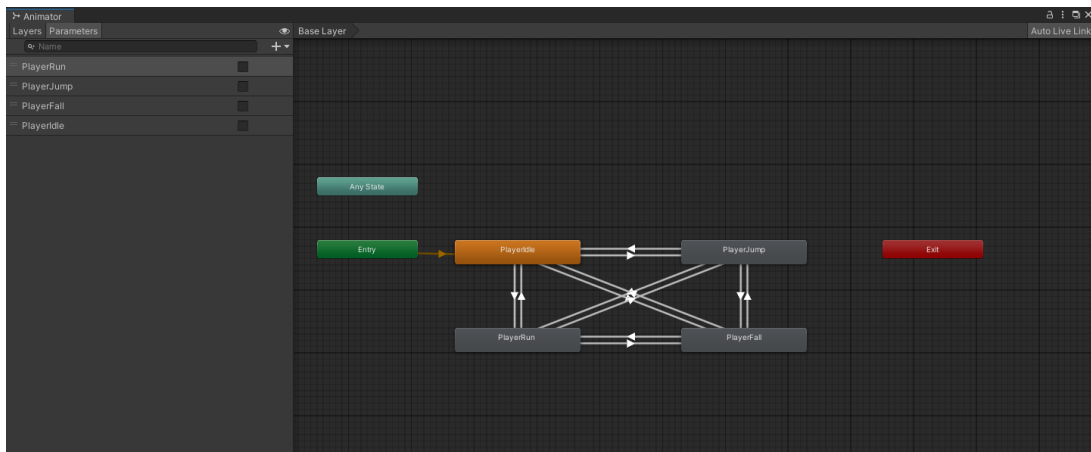 Animator
Layers Parameters
Base Layer
Auto Live Link
Name
PlayerRun
PlayerJump
PlayerFall
PlayerIdle
Any State
Entry
PlayerIdle
PlayerJump
Exit
PlayerRun
PlayerFall